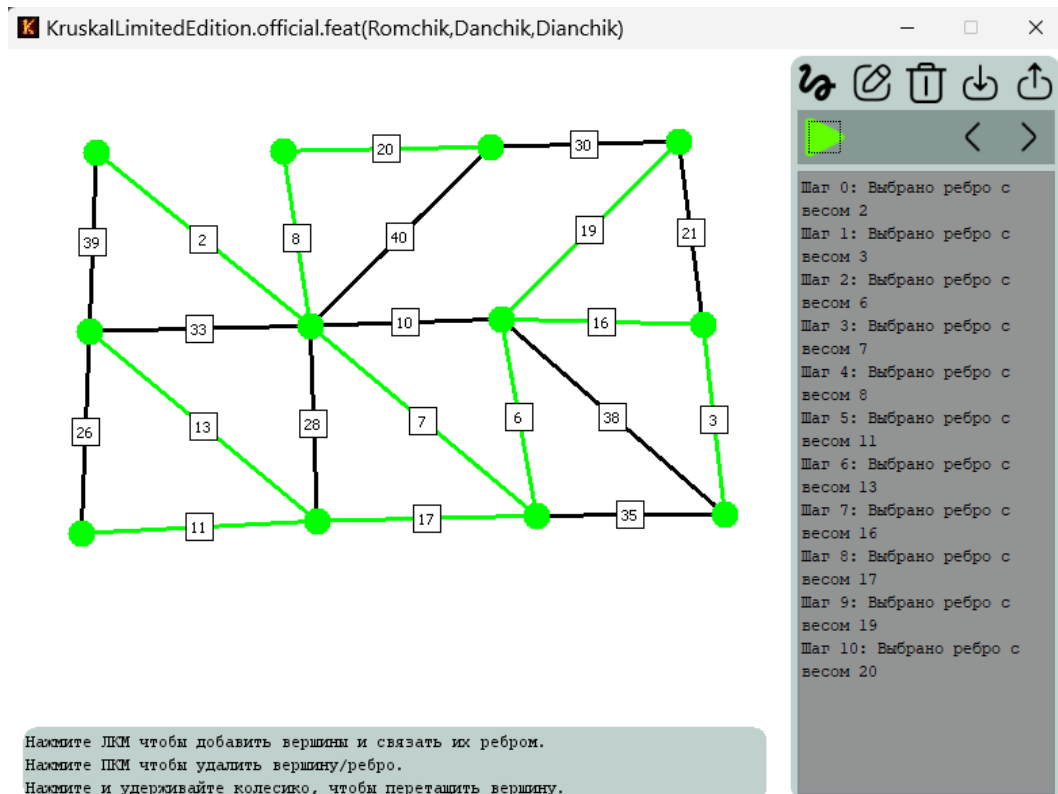 KruskalLimitedEdition.official.feat(Romchik,Danchik,Dianchik)
20
30
39
2
8
40
19
21
33
10
16
26
13
28
7
6
38
3
11
17
35
Шаг 0: Выбрано ребро с
весом 2
Шаг 1: Выбрано ребро с
весом 3
Шаг 2: Выбрано ребро с
весом 6
Шаг 3: Выбрано ребро с
весом 7
Шаг 4: Выбрано ребро с
весом 8
Шаг 5: Выбрано ребро с
весом 11
Шаг 6: Выбрано ребро с
весом 13
Шаг 7: Выбрано ребро с
весом 16
Шаг 8: Выбрано ребро с
весом 17
Шаг 9: Выбрано ребро с
весом 19
Шаг 10: Выбрано ребро с
весом 20
Нажмите ЛКМ чтобы добавить вершины и связать их ребром.
Нажмите ПКМ чтобы удалить вершину/ребро.
Нажмите и удерживайте колесико, чтобы перетащить вершину.